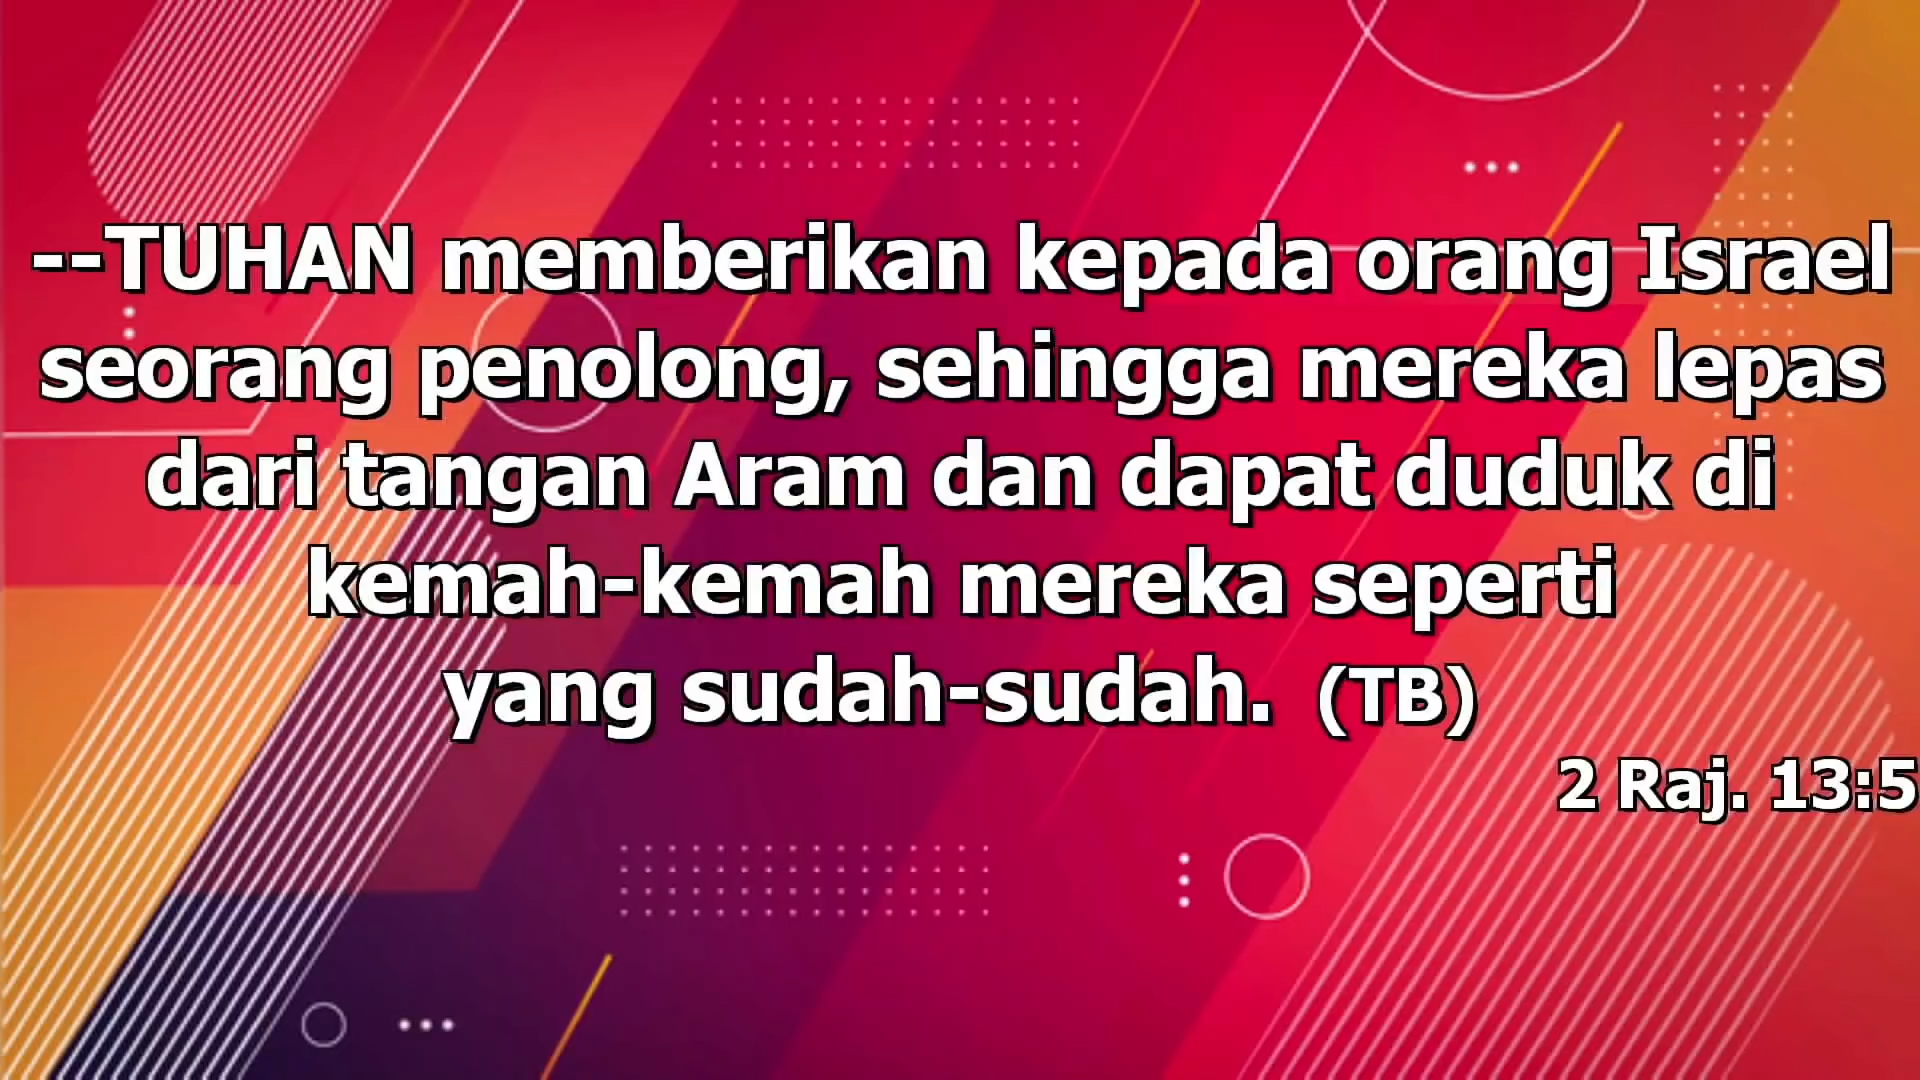 --TUHAN memberikan kepada orang Israel
seorang penolong, sehingga mereka lepas
dari tangan Aram dan dapat duduk di
kemah-kemah mereka seperti
yang sudah-sudah. (TB)
2 Raj. 13:5